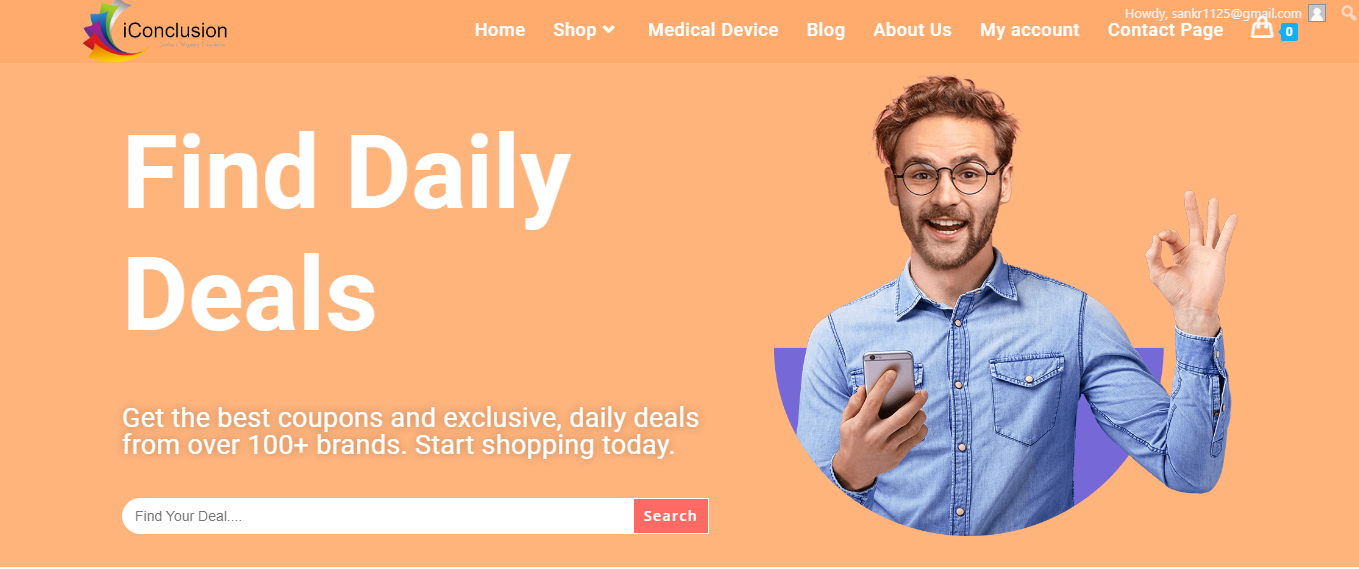 Howdy, sankr1125@gmail.com
iConclusion
Home Shop Medical Device Blog About Us My account Contact Page 0
Find Daily
Deals
Get the best coupons and exclusive, daily deals
from over 100+ brands. Start shopping today.
Find Your Deal.... Search